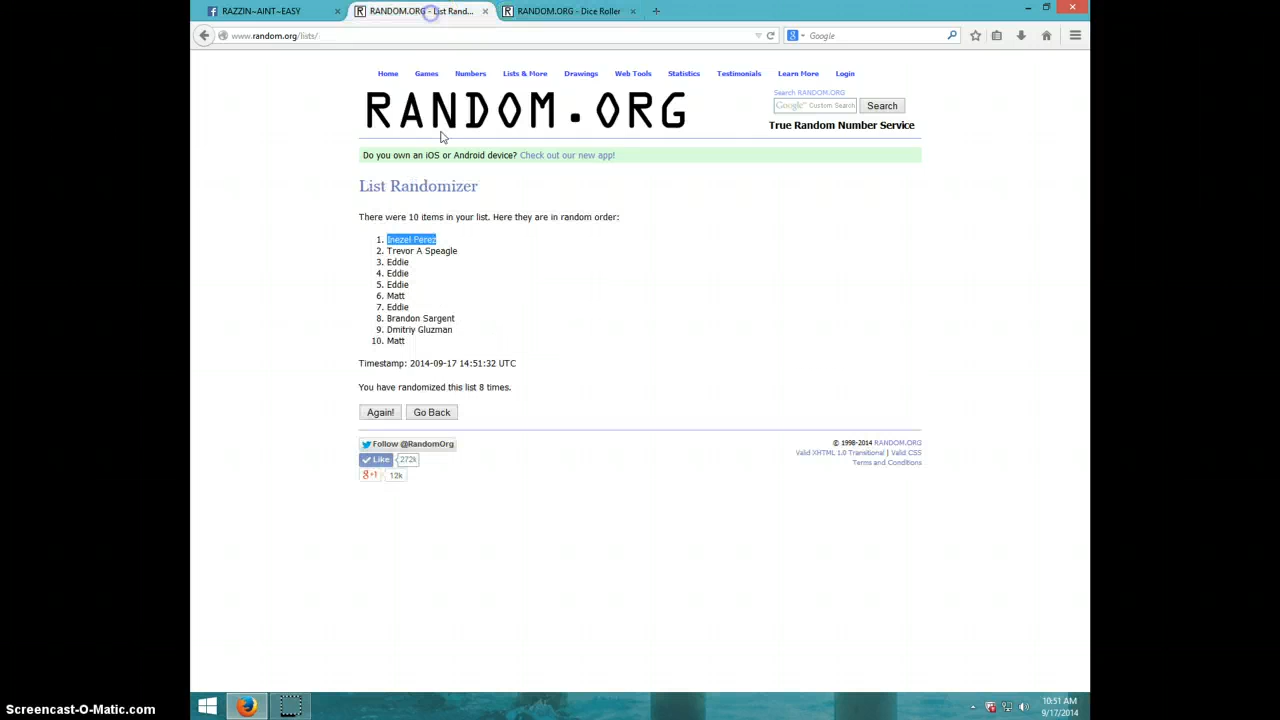 RAZZIN~AINT~EASY
RANDOM.ORG - List Rand...
RANDOM.ORG - Dice Roller
www.random.org/lists/
Google
Home Games Numbers Lists & More Drawings Web Tools Statistics Testimonials Learn More Login
RANDOM.ORG
Search RANDOM.ORG
Google™ Custom Search
Search
True Random Number Service
Do you own an iOS or Android device? Check out our new app!
List Randomizer
There were 10 items in your list. Here they are in random order:
1. Inezel Perez
2. Trevor A Speagle
3. Eddie
4. Eddie
5. Eddie
6. Matt
7. Eddie
8. Brandon Sargent
9. Dmitriy Gluzman
10. Matt
Timestamp: 2014-09-17 14:51:32 UTC
You have randomized this list 8 times.
Again! Go Back
Follow @RandomOrg
Like 272k
g+1 12k
© 1998-2014 RANDOM.ORG
Valid XHTML 1.0 Transitional | Valid CSS
Terms and Conditions
10:51 AM
9/17/2014
Screencast-O-Matic.com